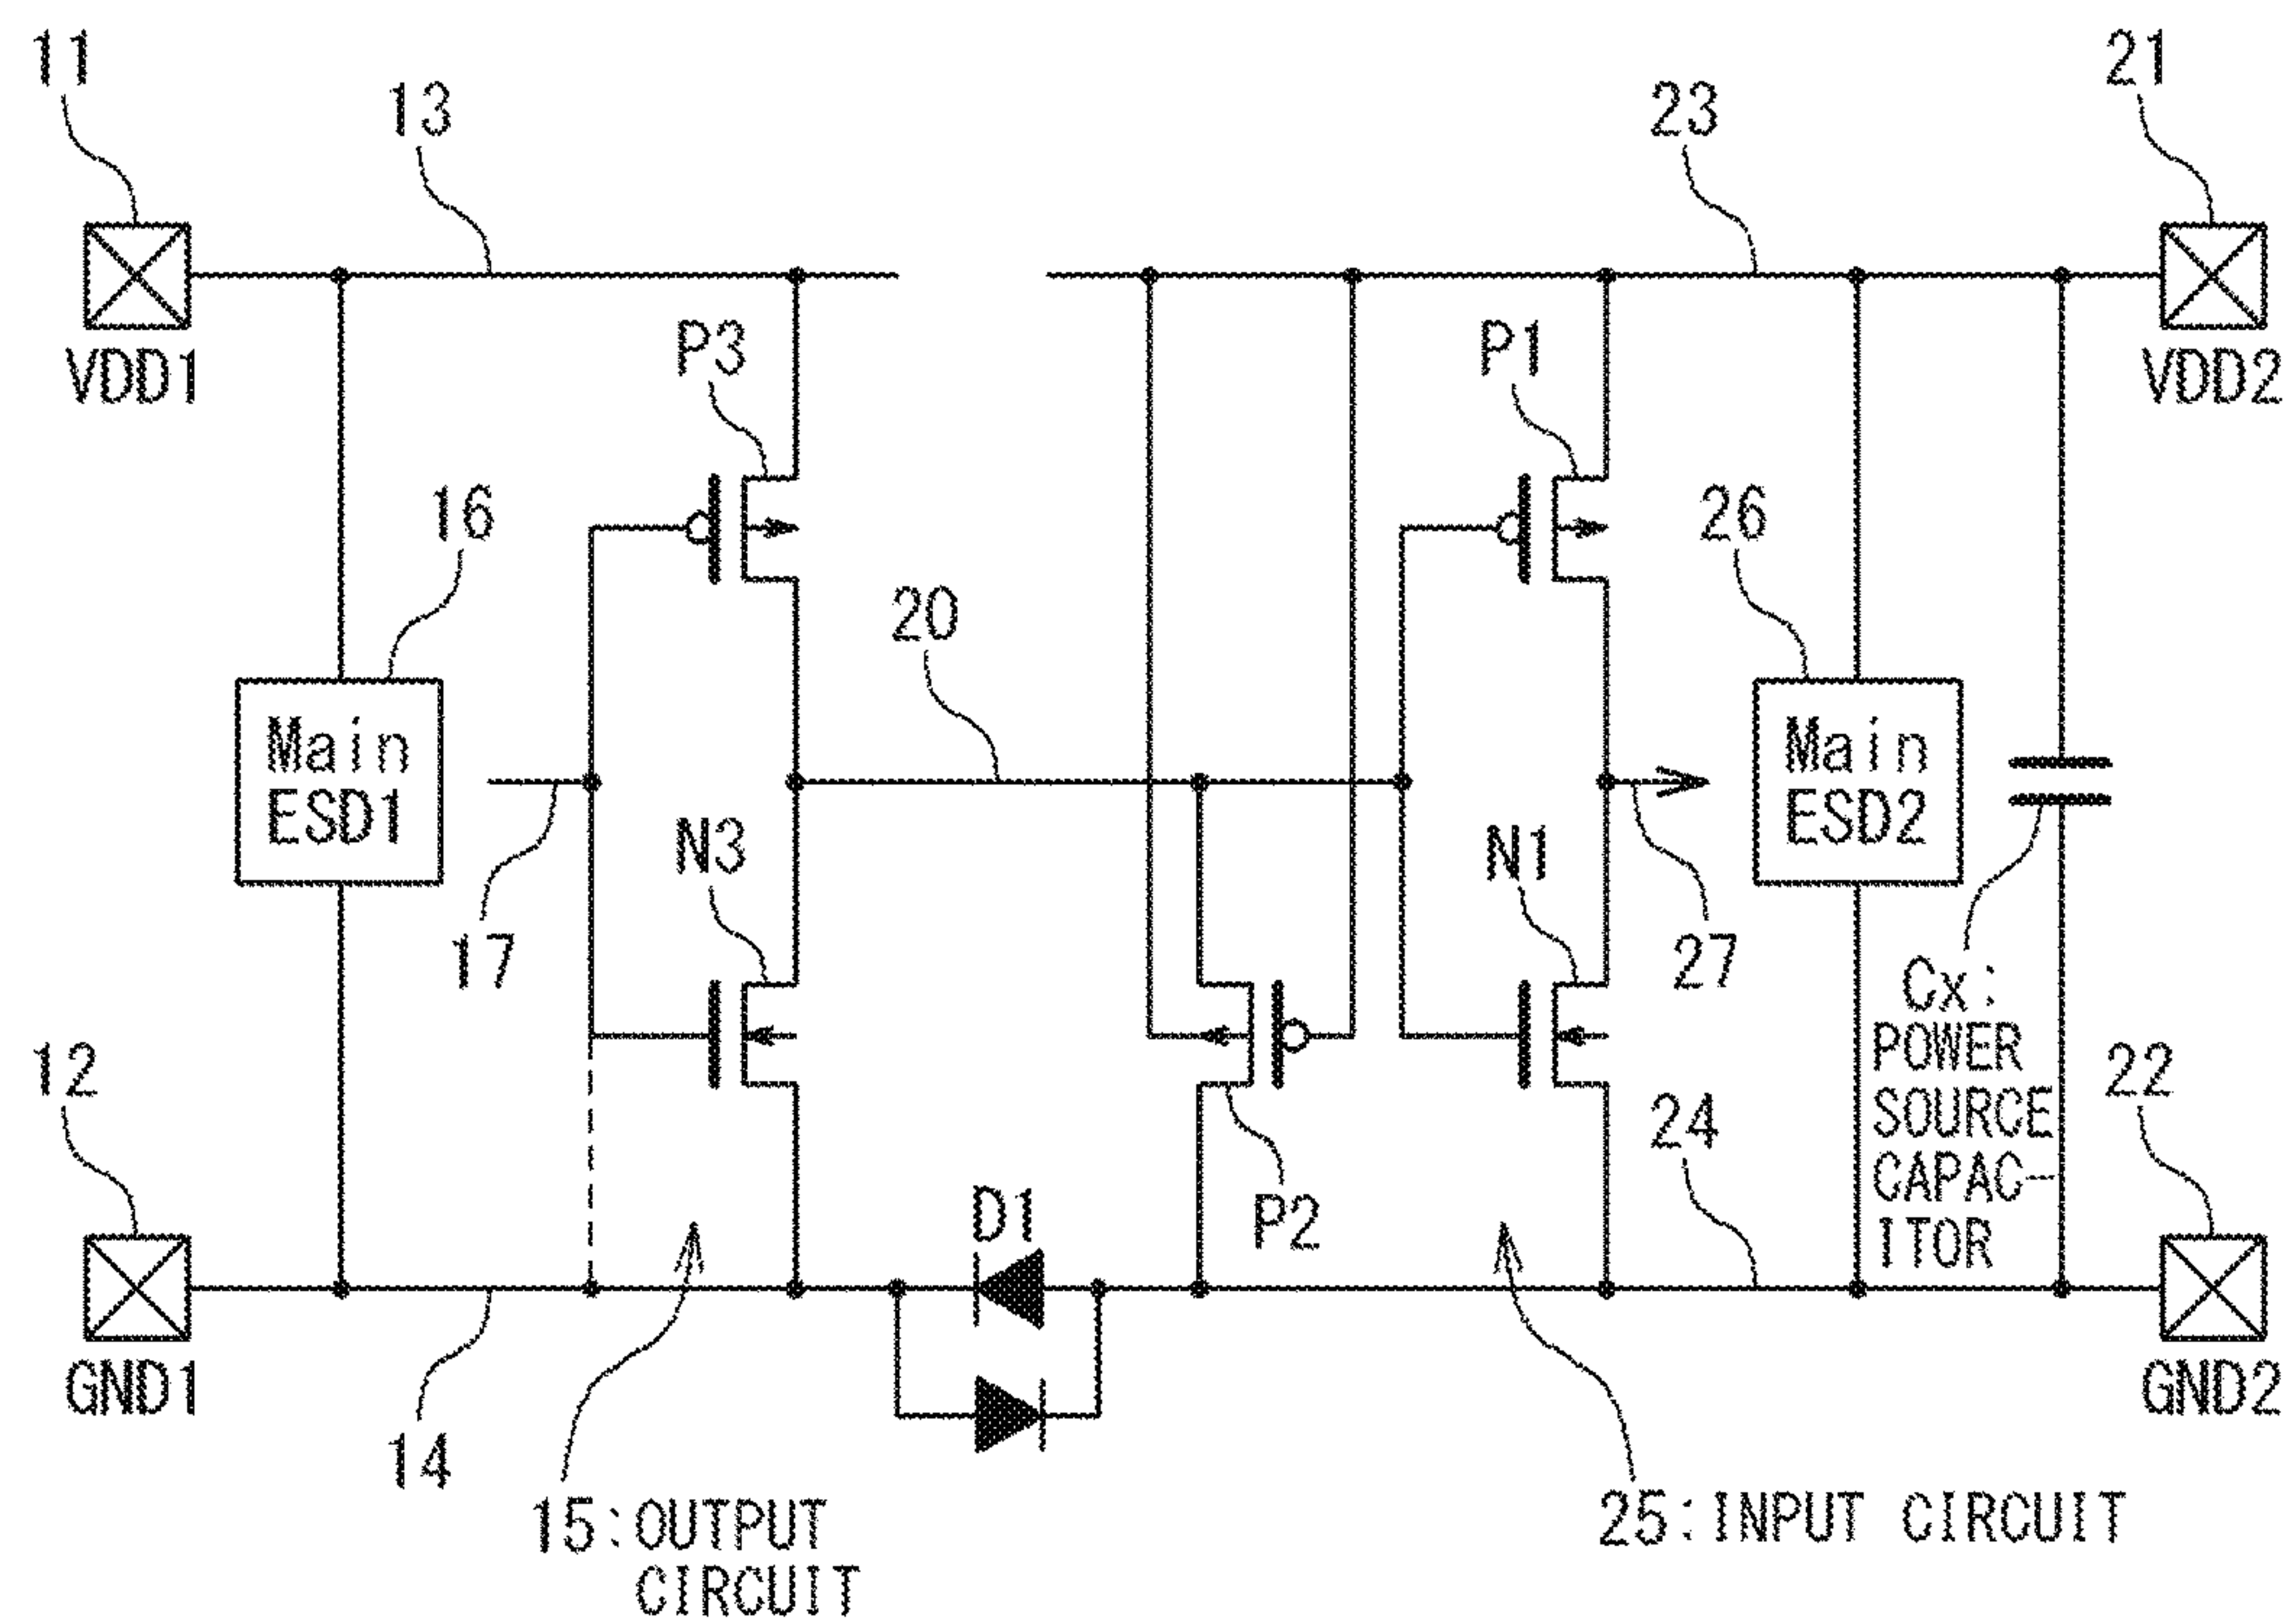 11
13
23
21
VDD1
P3
P1
VDD2
16
26
20
Main
ESD1
Main
ESD2
N3
N1
17
27
Cx:
POWER
SOURCE
CAPAC-
ITOR
12
22
24
D1
P2
GND1
GND2
14
15:OUTPUT
CIRCUIT
25:INPUT CIRCUIT